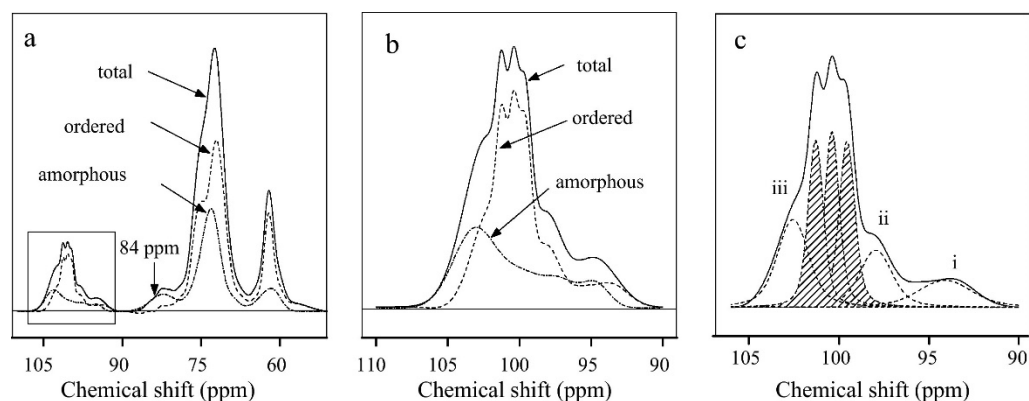 a
total
ordered
amorphous
84 ppm
105 90 75 60
Chemical shift (ppm)
b
total
ordered
amorphous
110 105 100 95 90
Chemical shift (ppm)
c
iii
ii
i
105 100 95 90
Chemical shift (ppm)